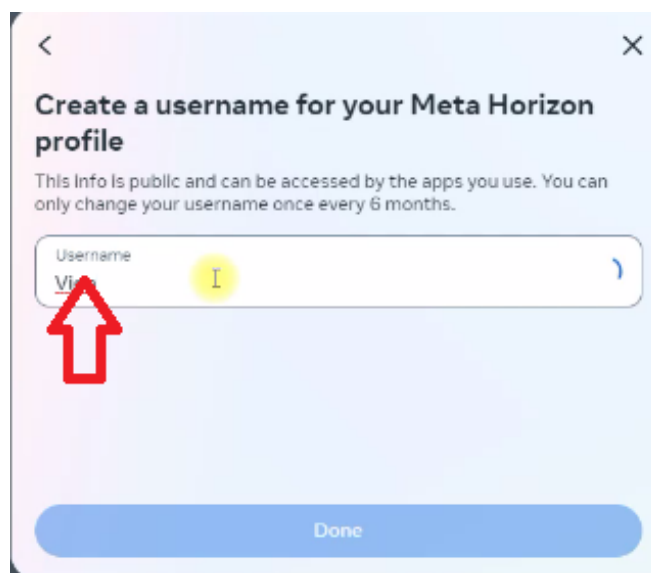 Create a username for your Meta Horizon
profile
This info is public and can be accessed by the apps you use. You can
only change your username once every 6 months.
Username
Done